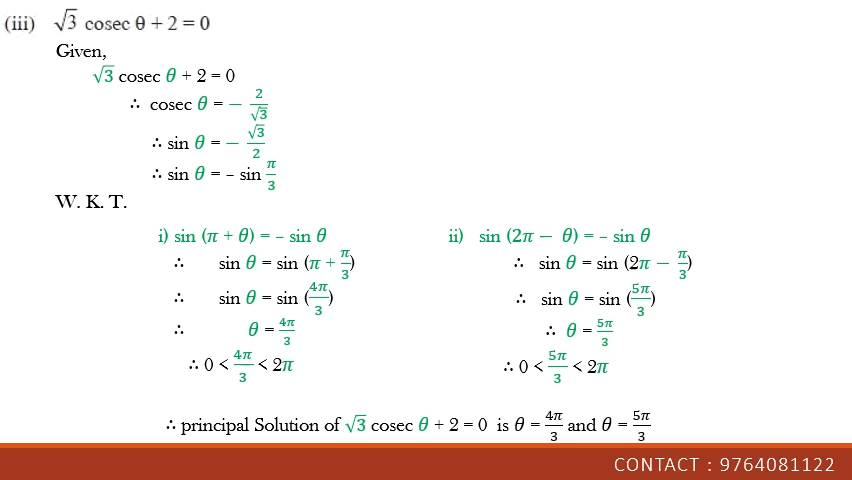 (iii) √3 cosec θ + 2 = 0
Given,
√3 cosec θ + 2 = 0
∴ cosec θ = − 2/√3
∴ sin θ = − √3/2
∴ sin θ = – sin π/3
W. K. T.
i) sin (π + θ) = – sin θ
∴ sin θ = sin (π + π/3)
∴ sin θ = sin (4π/3)
∴ θ = 4π/3
∴ 0 < 4π/3 < 2π
ii) sin (2π − θ) = – sin θ
∴ sin θ = sin (2π − π/3)
∴ sin θ = sin (5π/3)
∴ θ = 5π/3
∴ 0 < 5π/3 < 2π
∴ principal Solution of √3 cosec θ + 2 = 0 is θ = 4π/3 and θ = 5π/3
CONTACT : 9764081122